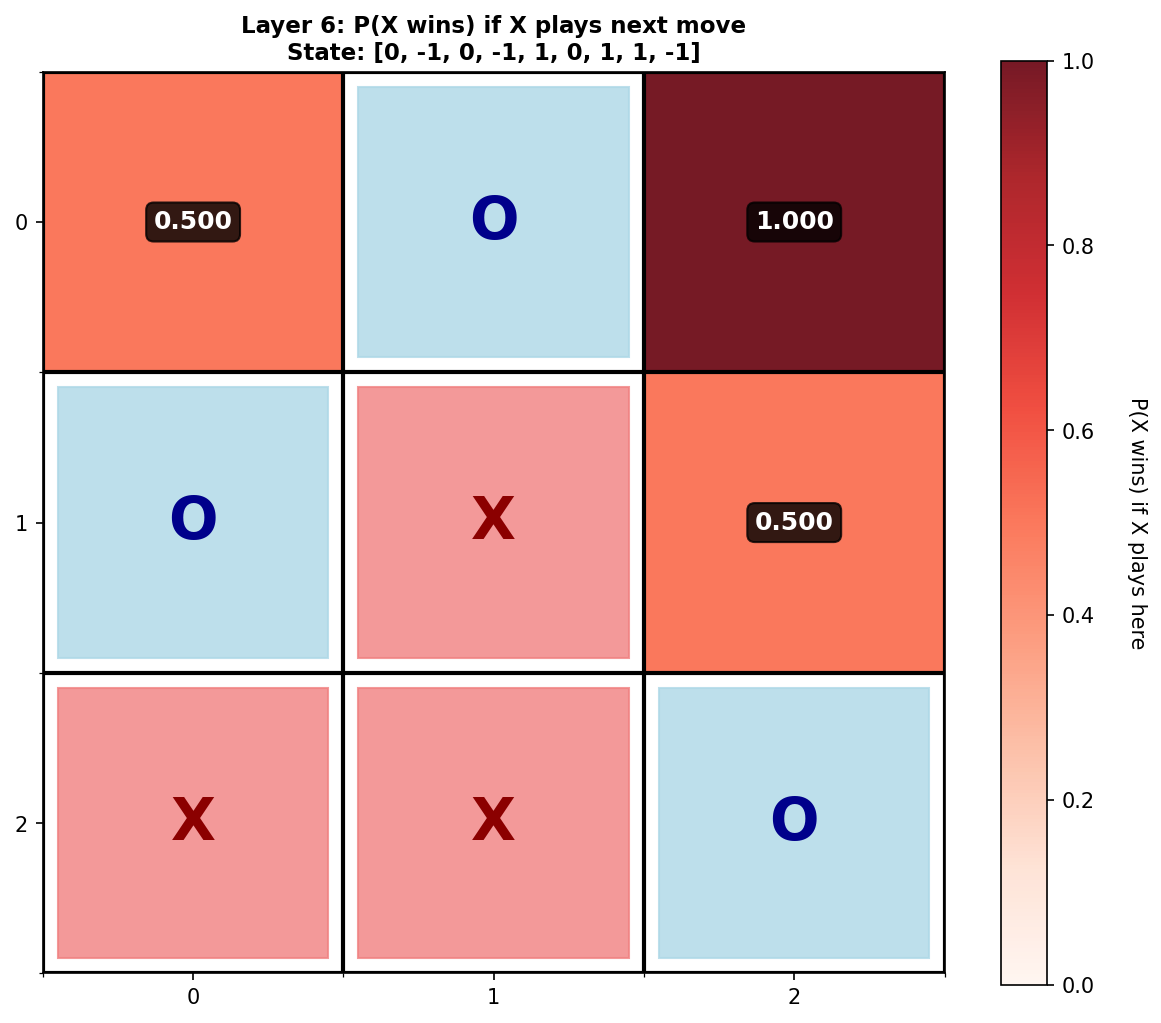 Layer 6: P(X wins) if X plays next move
State: [0, -1, 0, -1, 1, 0, 1, 1, -1]
0.500
O
1.000
O
X
0.500
X
X
O
0
1
2
0
1
2
1.0
0.8
0.6
0.4
0.2
0.0
P(X wins) if X plays here